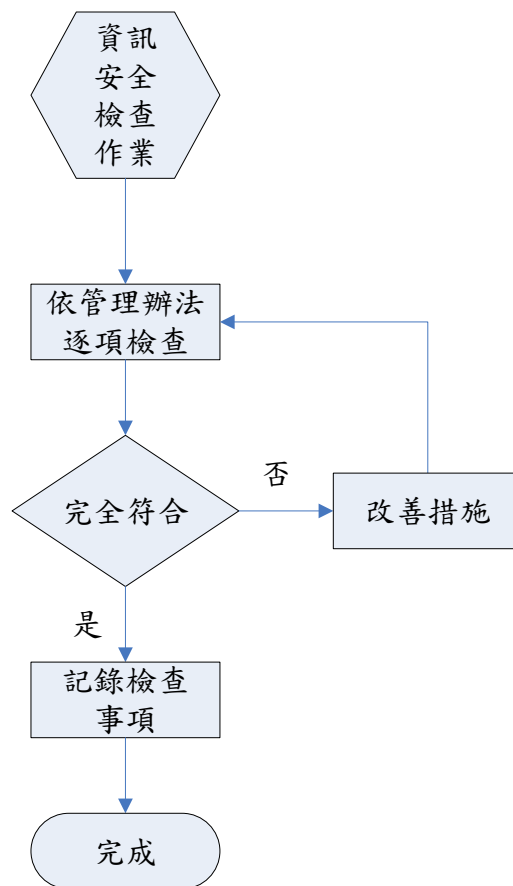 資訊
安全
檢查
作業
依管理辦法
逐項檢查
完全符合
否
改善措施
是
記錄檢查
事項
完成